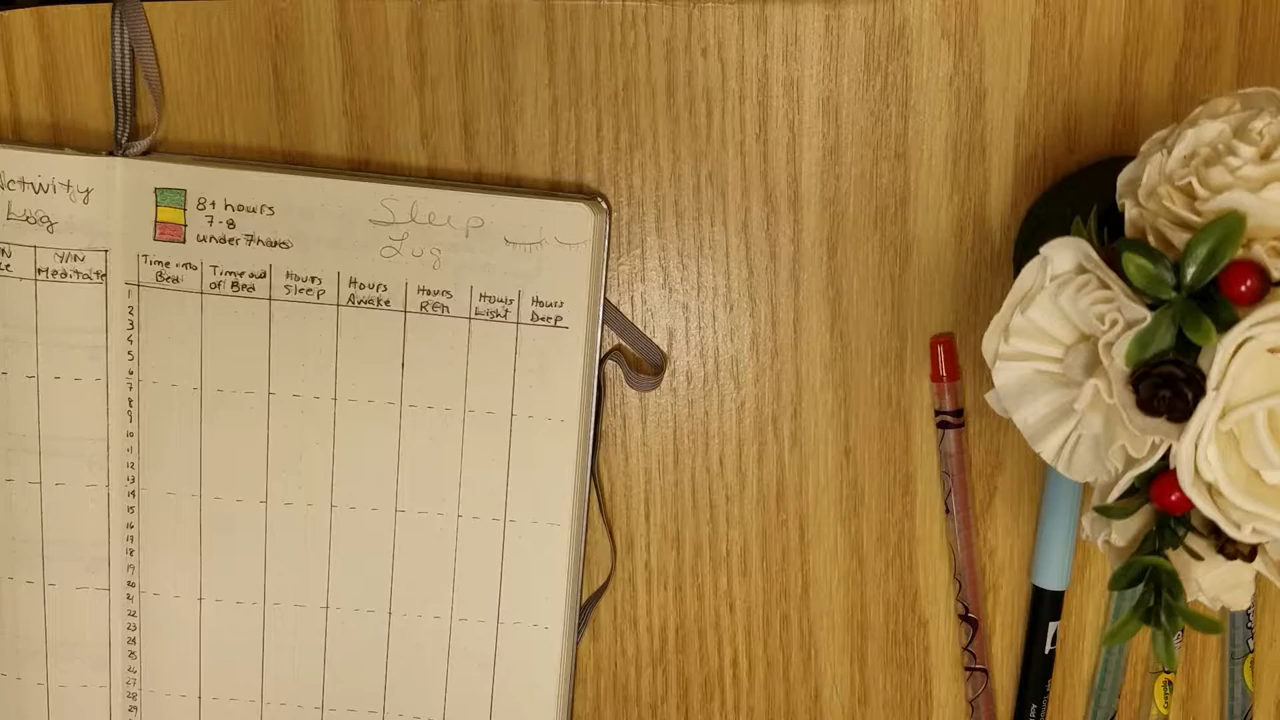 Activity
Log
Y/N
Meditate
8+ hours
7-8
under 7 hours
Sleep
Log
Time into
Bed
Time out
of Bed
Hours
Sleep
Hours
Awake
Hours
REM
Hours
Light
Hours
Deep
1
2
3
4
5
6
7
8
9
10
11
12
13
14
15
16
17
18
19
20
21
22
23
24
25
26
27
28
29
Crayola